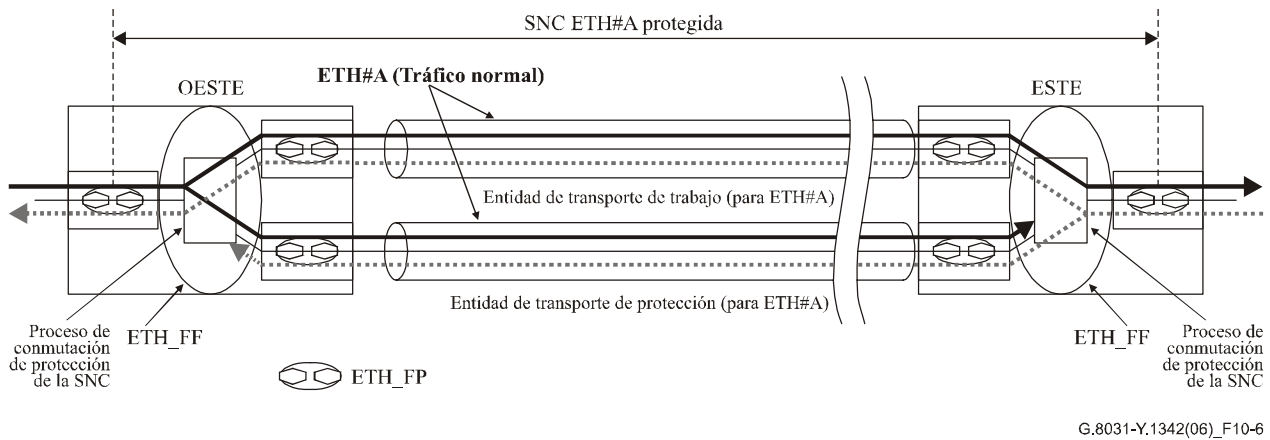 SNC ETH#A protegida
ETH#A (Tráfico normal)
OESTE
ESTE
Entidad de transporte de trabajo (para ETH#A)
Entidad de transporte de protección (para ETH#A)
Proceso de
conmutación
de protección
de la SNC
ETH_FF
ETH_FF
Proceso de
conmutación
de protección
de la SNC
ETH_FP
G.8031-Y.1342(06)_F10-6